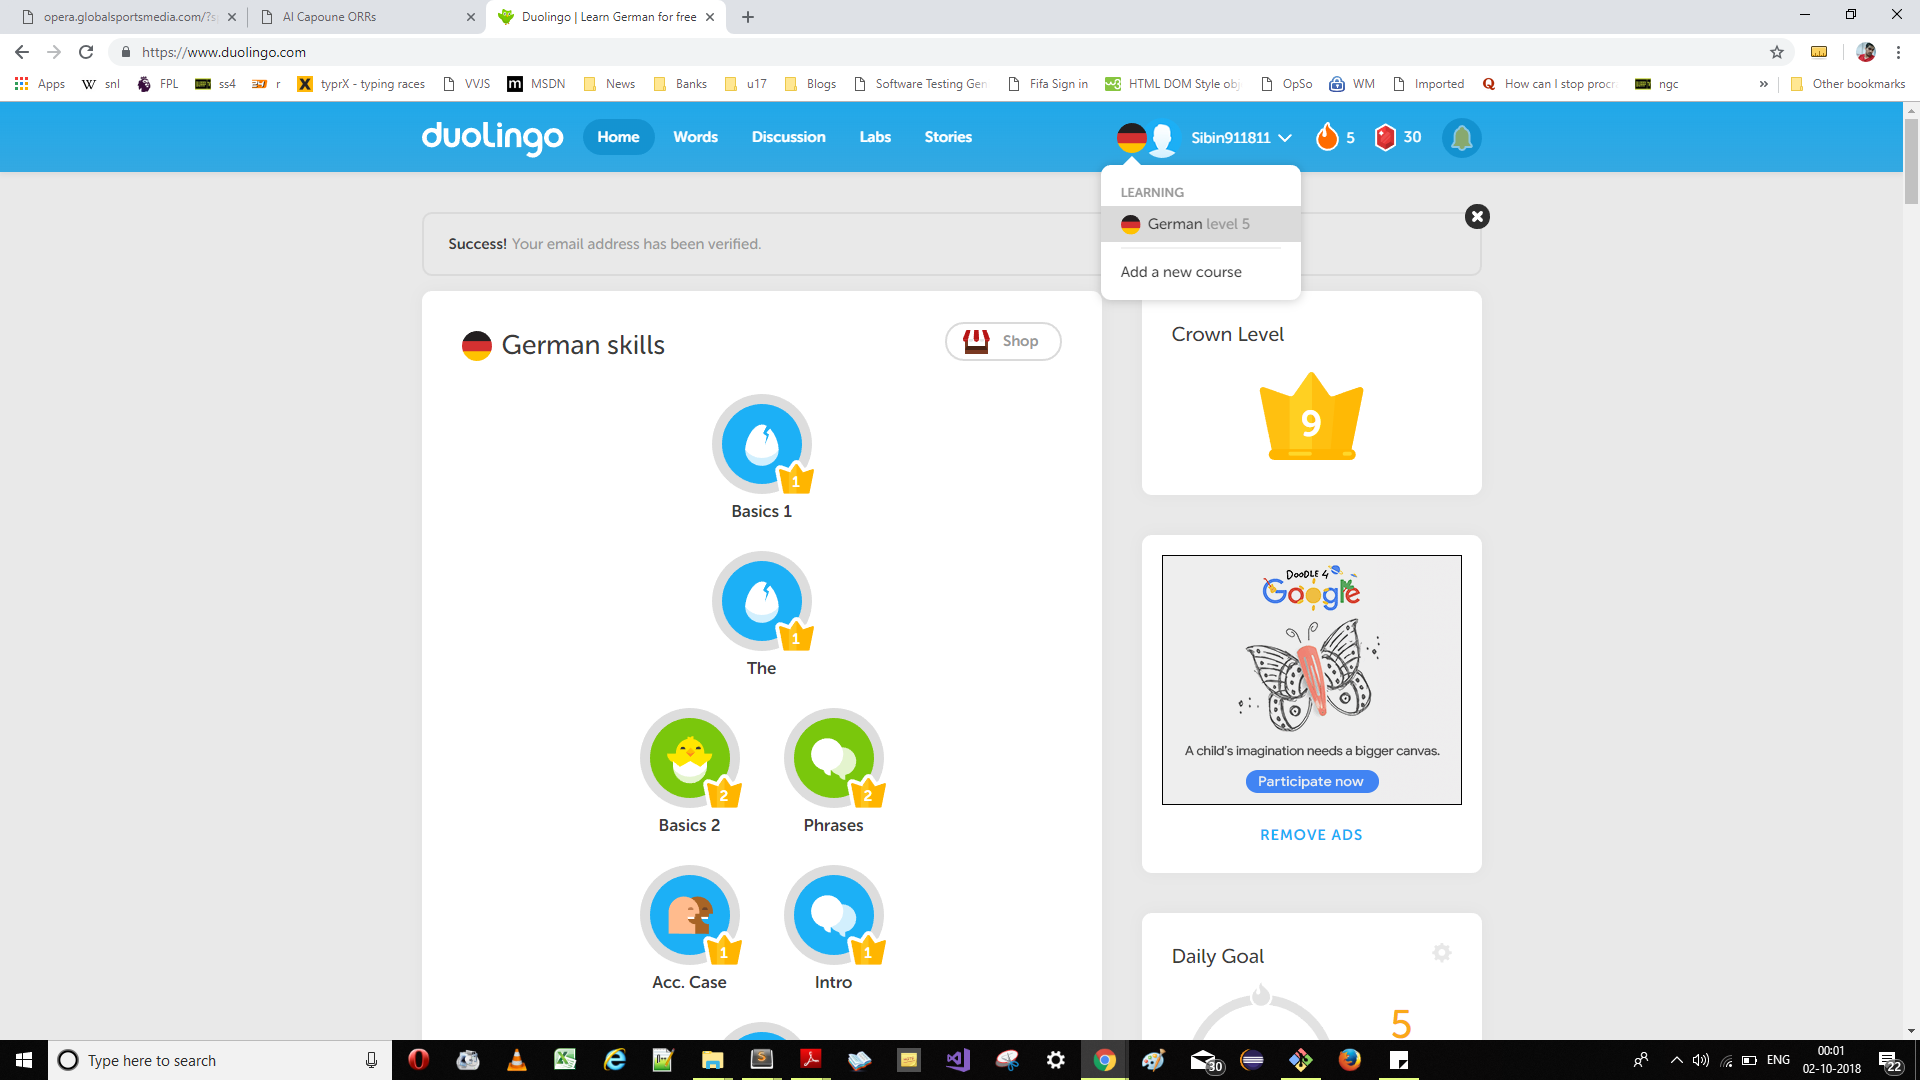 opera.globalsportsmedia.com/?s
AI Capoune ORRs
Duolingo | Learn German for free
https://www.duolingo.com
Apps
snl
FPL
ss4
r
typrX - typing races
VVJS
MSDN
News
Banks
u17
Blogs
Software Testing Gen
Fifa Sign in
HTML DOM Style obj
OpSo
WM
Imported
How can I stop procr
ngc
»
Other bookmarks
duolingo
Home
Words
Discussion
Labs
Stories
Sibin911811
5
30
LEARNING
German level 5
Add a new course
Success! Your email address has been verified.
German skills
Shop
1
Basics 1
1
The
2
Basics 2
2
Phrases
1
Acc. Case
1
Intro
Crown Level
9
DOODLE 4
Google
A child's imagination needs a bigger canvas.
Participate now
REMOVE ADS
Daily Goal
5
Type here to search
30
ENG
00:01
02-10-2018
22